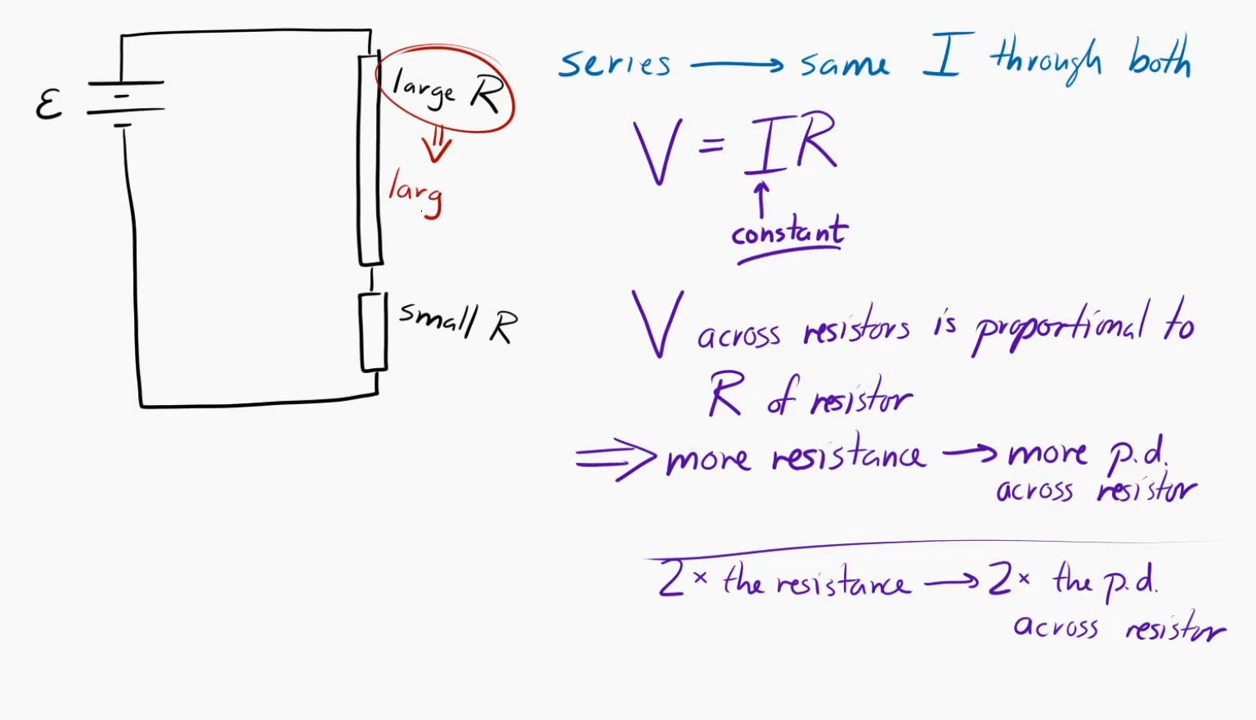 series → same I through both
ε
large R
V = IR
larg
constant
small R
V across resistors is proportional to
R of resistor
⇒ more resistance → more p.d.
across resistor
2× the resistance → 2× the p.d.
across resistor